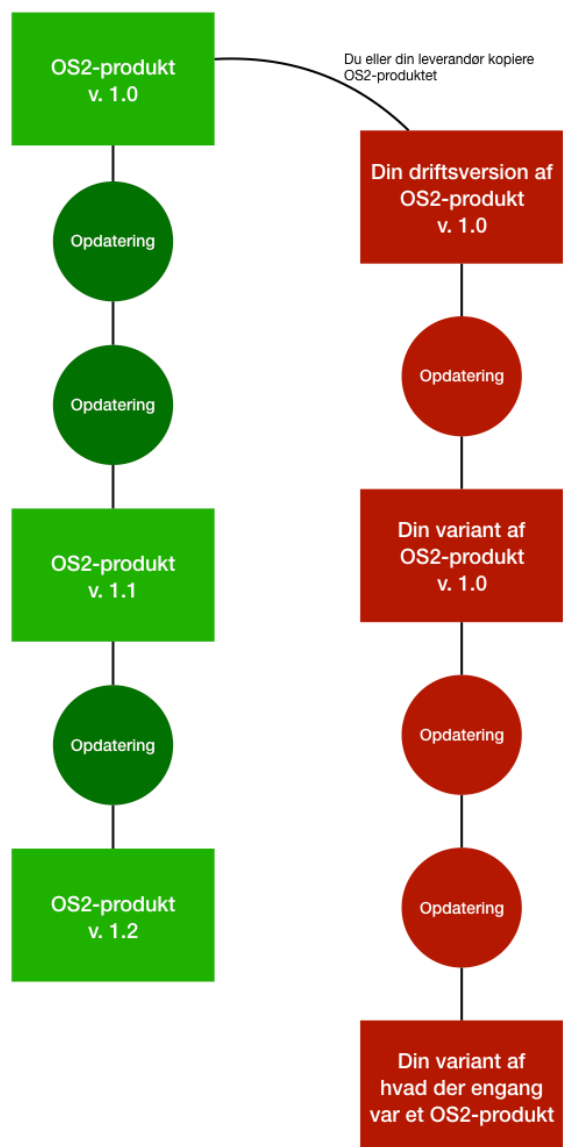 OS2-produkt
v. 1.0
Du eller din leverandør kopiere
OS2-produktet
Din driftsversion af
OS2-produkt
v. 1.0
Opdatering
Opdatering
Opdatering
OS2-produkt
v. 1.1
Din variant af
OS2-produkt
v. 1.0
Opdatering
Opdatering
OS2-produkt
v. 1.2
Opdatering
Din variant af
hvad der engang
var et OS2-produkt